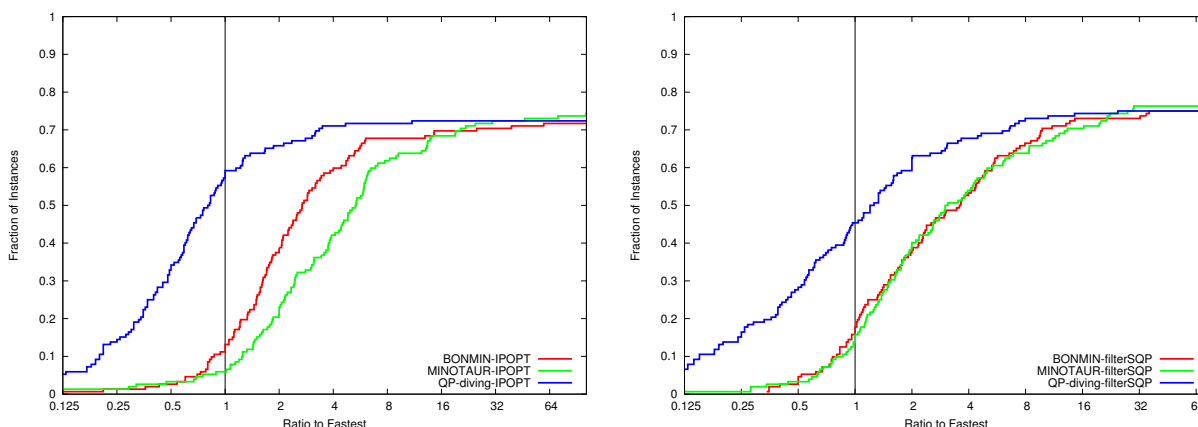 1
0.9
0.8
0.7
0.6
0.5
0.4
0.3
0.2
0.1
0
0.125 0.25 0.5 1 2 4 8 16 32 64
Fraction of Instances
Ratio to Fastest
BONMIN-IPOPT
MINOTAUR-IPOPT
QP-diving-IPOPT
1
0.9
0.8
0.7
0.6
0.5
0.4
0.3
0.2
0.1
0
0.125 0.25 0.5 1 2 4 8 16 32 6
Fraction of Instances
Ratio to Fastest
BONMIN-filterSQP
MINOTAUR-filterSQP
QP-diving-filterSQP